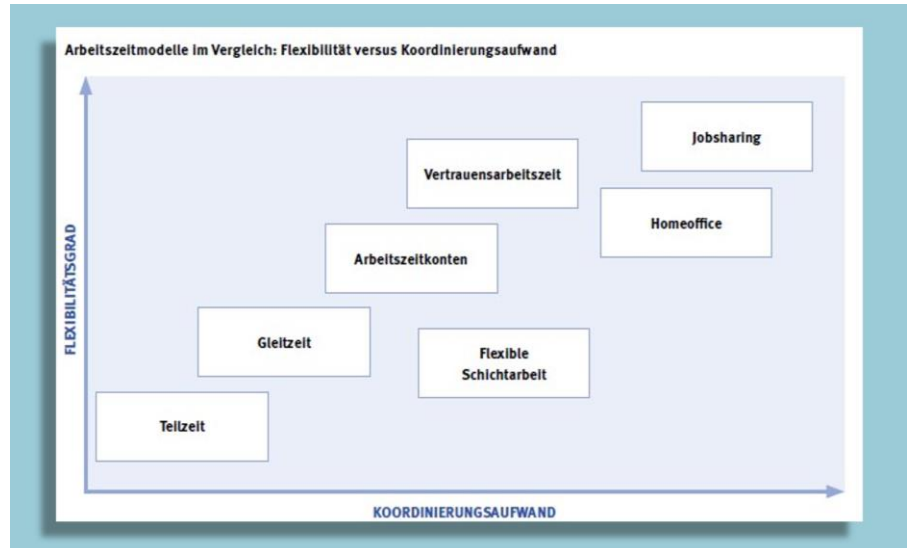 Arbeitszeitmodelle im Vergleich: Flexibilität versus Koordinierungsaufwand
Jobsharing
Vertrauensarbeitszeit
Homeoffice
Arbeitszeitkonten
Gleitzeit
Flexible
Schichtarbeit
Teilzeit
FLEXIBILITÄTSGRAD
KOORDINIERUNGSAUFWAND